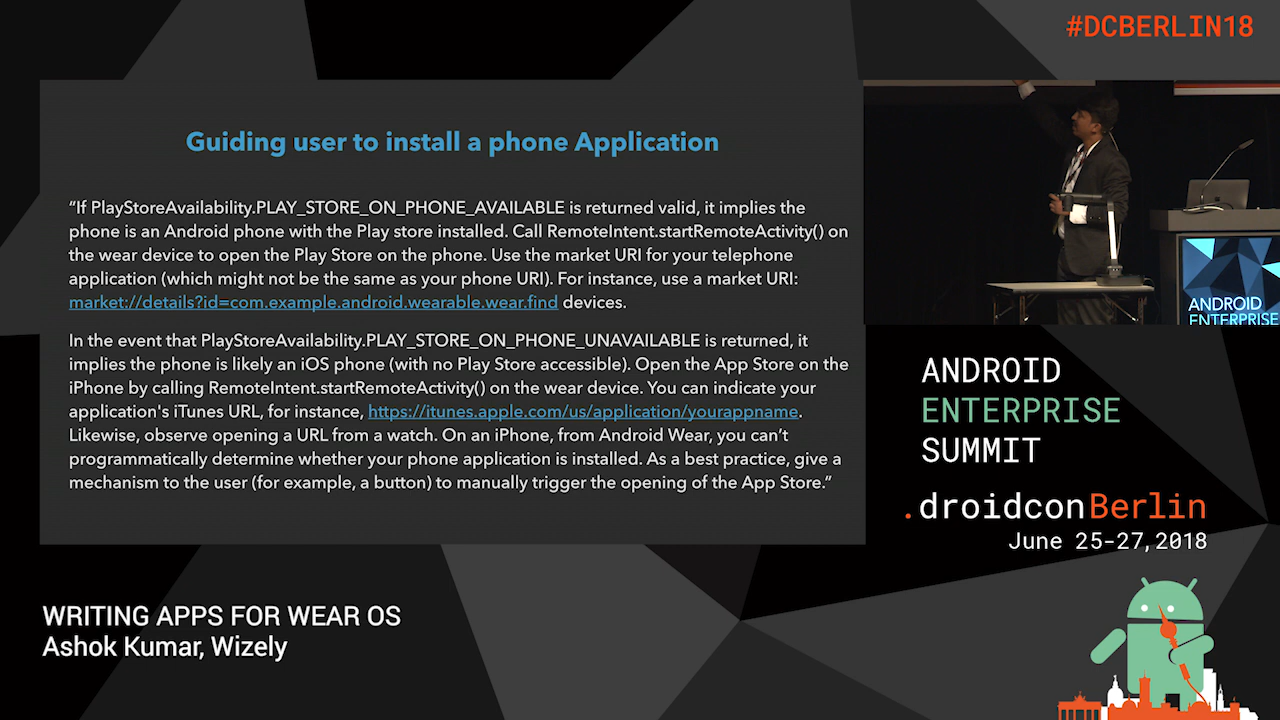 #DCBERLIN18
Guiding user to install a phone Application
“If PlayStoreAvailability.PLAY_STORE_ON_PHONE_AVAILABLE is returned valid, it implies the
phone is an Android phone with the Play store installed. Call RemoteIntent.startRemoteActivity() on
the wear device to open the Play Store on the phone. Use the market URI for your telephone
application (which might not be the same as your phone URI). For instance, use a market URI:
market://details?id=com.example.android.wearable.wear.find devices.
In the event that PlayStoreAvailability.PLAY_STORE_ON_PHONE_UNAVAILABLE is returned, it
implies the phone is likely an iOS phone (with no Play Store accessible). Open the App Store on the
iPhone by calling RemoteIntent.startRemoteActivity() on the wear device. You can indicate your
application's iTunes URL, for instance, https://itunes.apple.com/us/application/yourappname.
Likewise, observe opening a URL from a watch. On an iPhone, from Android Wear, you can’t
programmatically determine whether your phone application is installed. As a best practice, give a
mechanism to the user (for example, a button) to manually trigger the opening of the App Store.“
ANDROID
ENTERPRISE
ANDROID
ENTERPRISE
SUMMIT
.droidconBerlin
June 25-27, 2018
WRITING APPS FOR WEAR OS
Ashok Kumar, Wizely